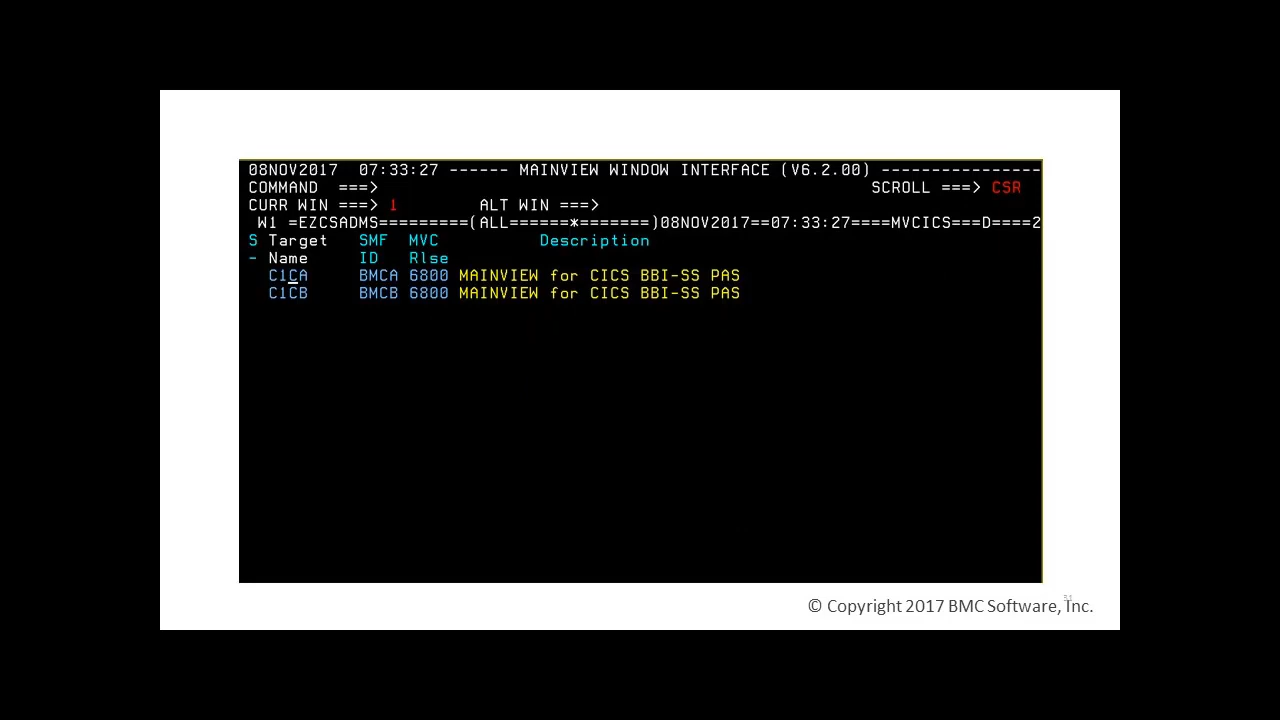 08NOV2017  07:33:27 ------ MAINVIEW WINDOW INTERFACE (V6.2.00) ----------------
COMMAND  ===>                                                 SCROLL ===> CSR
CURR WIN ===> 1        ALT WIN ===>
 W1 =EZCSADMS=========(ALL======*=======)08NOV2017==07:33:27====MVCICS===D====2
S Target   SMF  MVC          Description
- Name     ID   Rlse
  C1CA     BMCA 6800 MAINVIEW for CICS BBI-SS PAS
  C1CB     BMCB 6800 MAINVIEW for CICS BBI-SS PAS
© Copyright 2017 BMC Software, Inc.